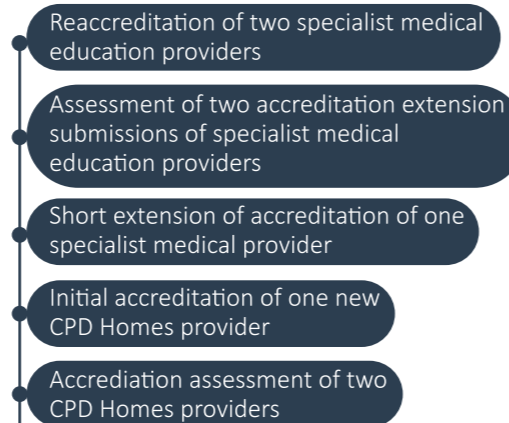 Reaccreditation of two specialist medical
education providers
Assessment of two accreditation extension
submissions of specialist medical
education providers
Short extension of accreditation of one
specialist medical provider
Initial accreditation of one new
CPD Homes provider
Accrediation assessment of two
CPD Homes providers